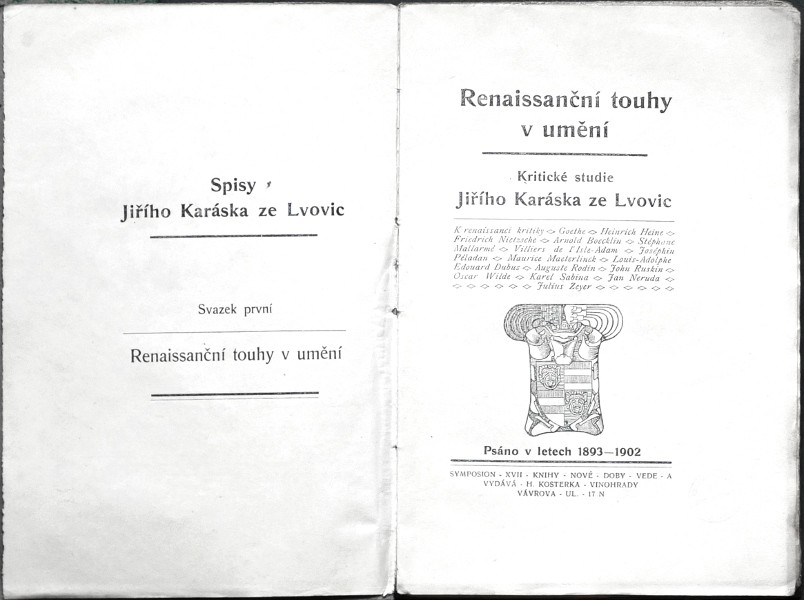 Spisy
Jiřího Karáska ze Lvovic
Svazek první
Renaissanční touhy v umění
Renaissanční touhy
v umění
Kritické studie
Jiřího Karáska ze Lvovic
K renaissanci kritiky ◇ Goethe ◇ Heinrich Heine ◇
Friedrich Nietzsche ◇ Arnold Boecklin ◇ Stéphane
Mallarmé ◇ Villiers de l'Isle-Adam ◇ Joséphin
Péladan ◇ Maurice Maeterlinck ◇ Louis-Adolphe
Edouard Dubus ◇ Auguste Rodin ◇ John Ruskin ◇
Oscar Wilde ◇ Karel Sabina ◇ Jan Neruda ◇
◇ ◇ ◇ ◇ ◇ ◇ Julius Zeyer ◇ ◇ ◇ ◇ ◇ ◇
Psáno v letech 1893—1902
SYMPOSION - XVII - KNIHY - NOVÉ - DOBY - VEDE - A
VYDÁVÁ - H. KOSTERKA - VINOHRADY
VÁVROVA - UL. - 17 N